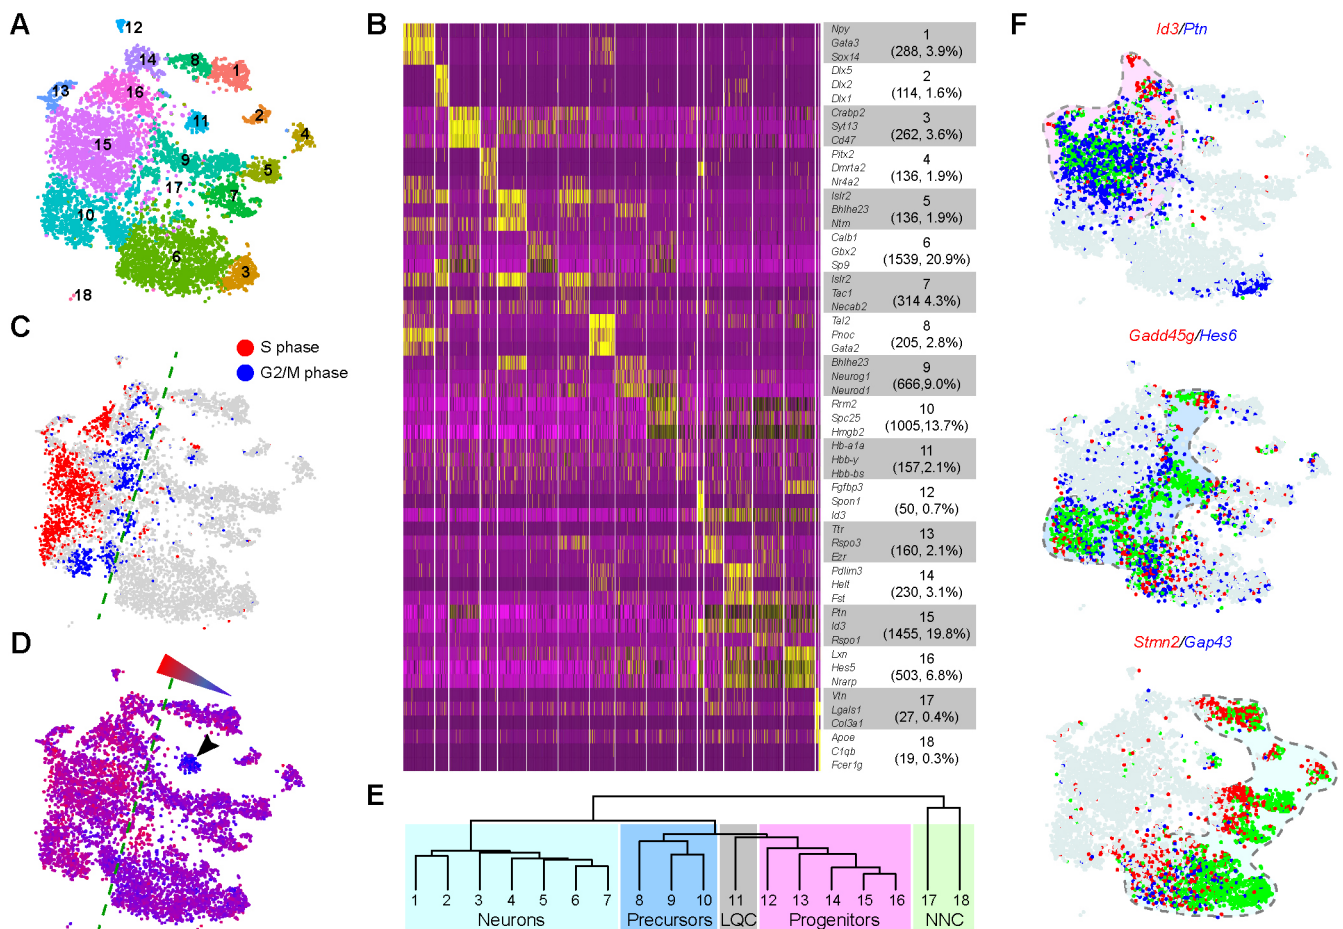 A
12
14
8
1
13
16
2
11
4
15
9
5
17
7
10
6
3
18
B
Npy
Gata3
Sox14
1
(288, 3.9%)
Dlx5
Dlx2
Dlx1
2
(114, 1.6%)
Crabp2
Syt13
Cd47
3
(262, 3.6%)
Pitx2
Dmrta2
Nr4a2
4
(136, 1.9%)
Islr2
Bhlhe23
Ntm
5
(136, 1.9%)
Calb1
Gbx2
Sp9
6
(1539, 20.9%)
Islr2
Tac1
Necab2
7
(314 4.3%)
Tal2
Pnoc
Gata2
8
(205, 2.8%)
Bhlhe23
Neurog1
Neurod1
9
(666,9.0%)
Rrm2
Spc25
Hmgb2
10
(1005,13.7%)
Hb-a1a
Hbb-y
Hbb-bs
11
(157,2.1%)
Fgfbp3
Spon1
Id3
12
(50, 0.7%)
Ttr
Rspo3
Ezr
13
(160, 2.1%)
Pdlim3
Helt
Fst
14
(230, 3.1%)
Ptn
Id3
Rspo1
15
(1455, 19.8%)
Lxn
Hes5
Nrarp
16
(503, 6.8%)
Vtn
Lgals1
Col3a1
17
(27, 0.4%)
Apoe
C1qb
Fcer1g
18
(19, 0.3%)
C
S phase
G2/M phase
D
E
1 2 3 4 5 6 7 8 9 10 11 12 13 14 15 16 17 18
Neurons Precursors LQC Progenitors NNC
F
Id3/Ptn
Gadd45g/Hes6
Stmn2/Gap43